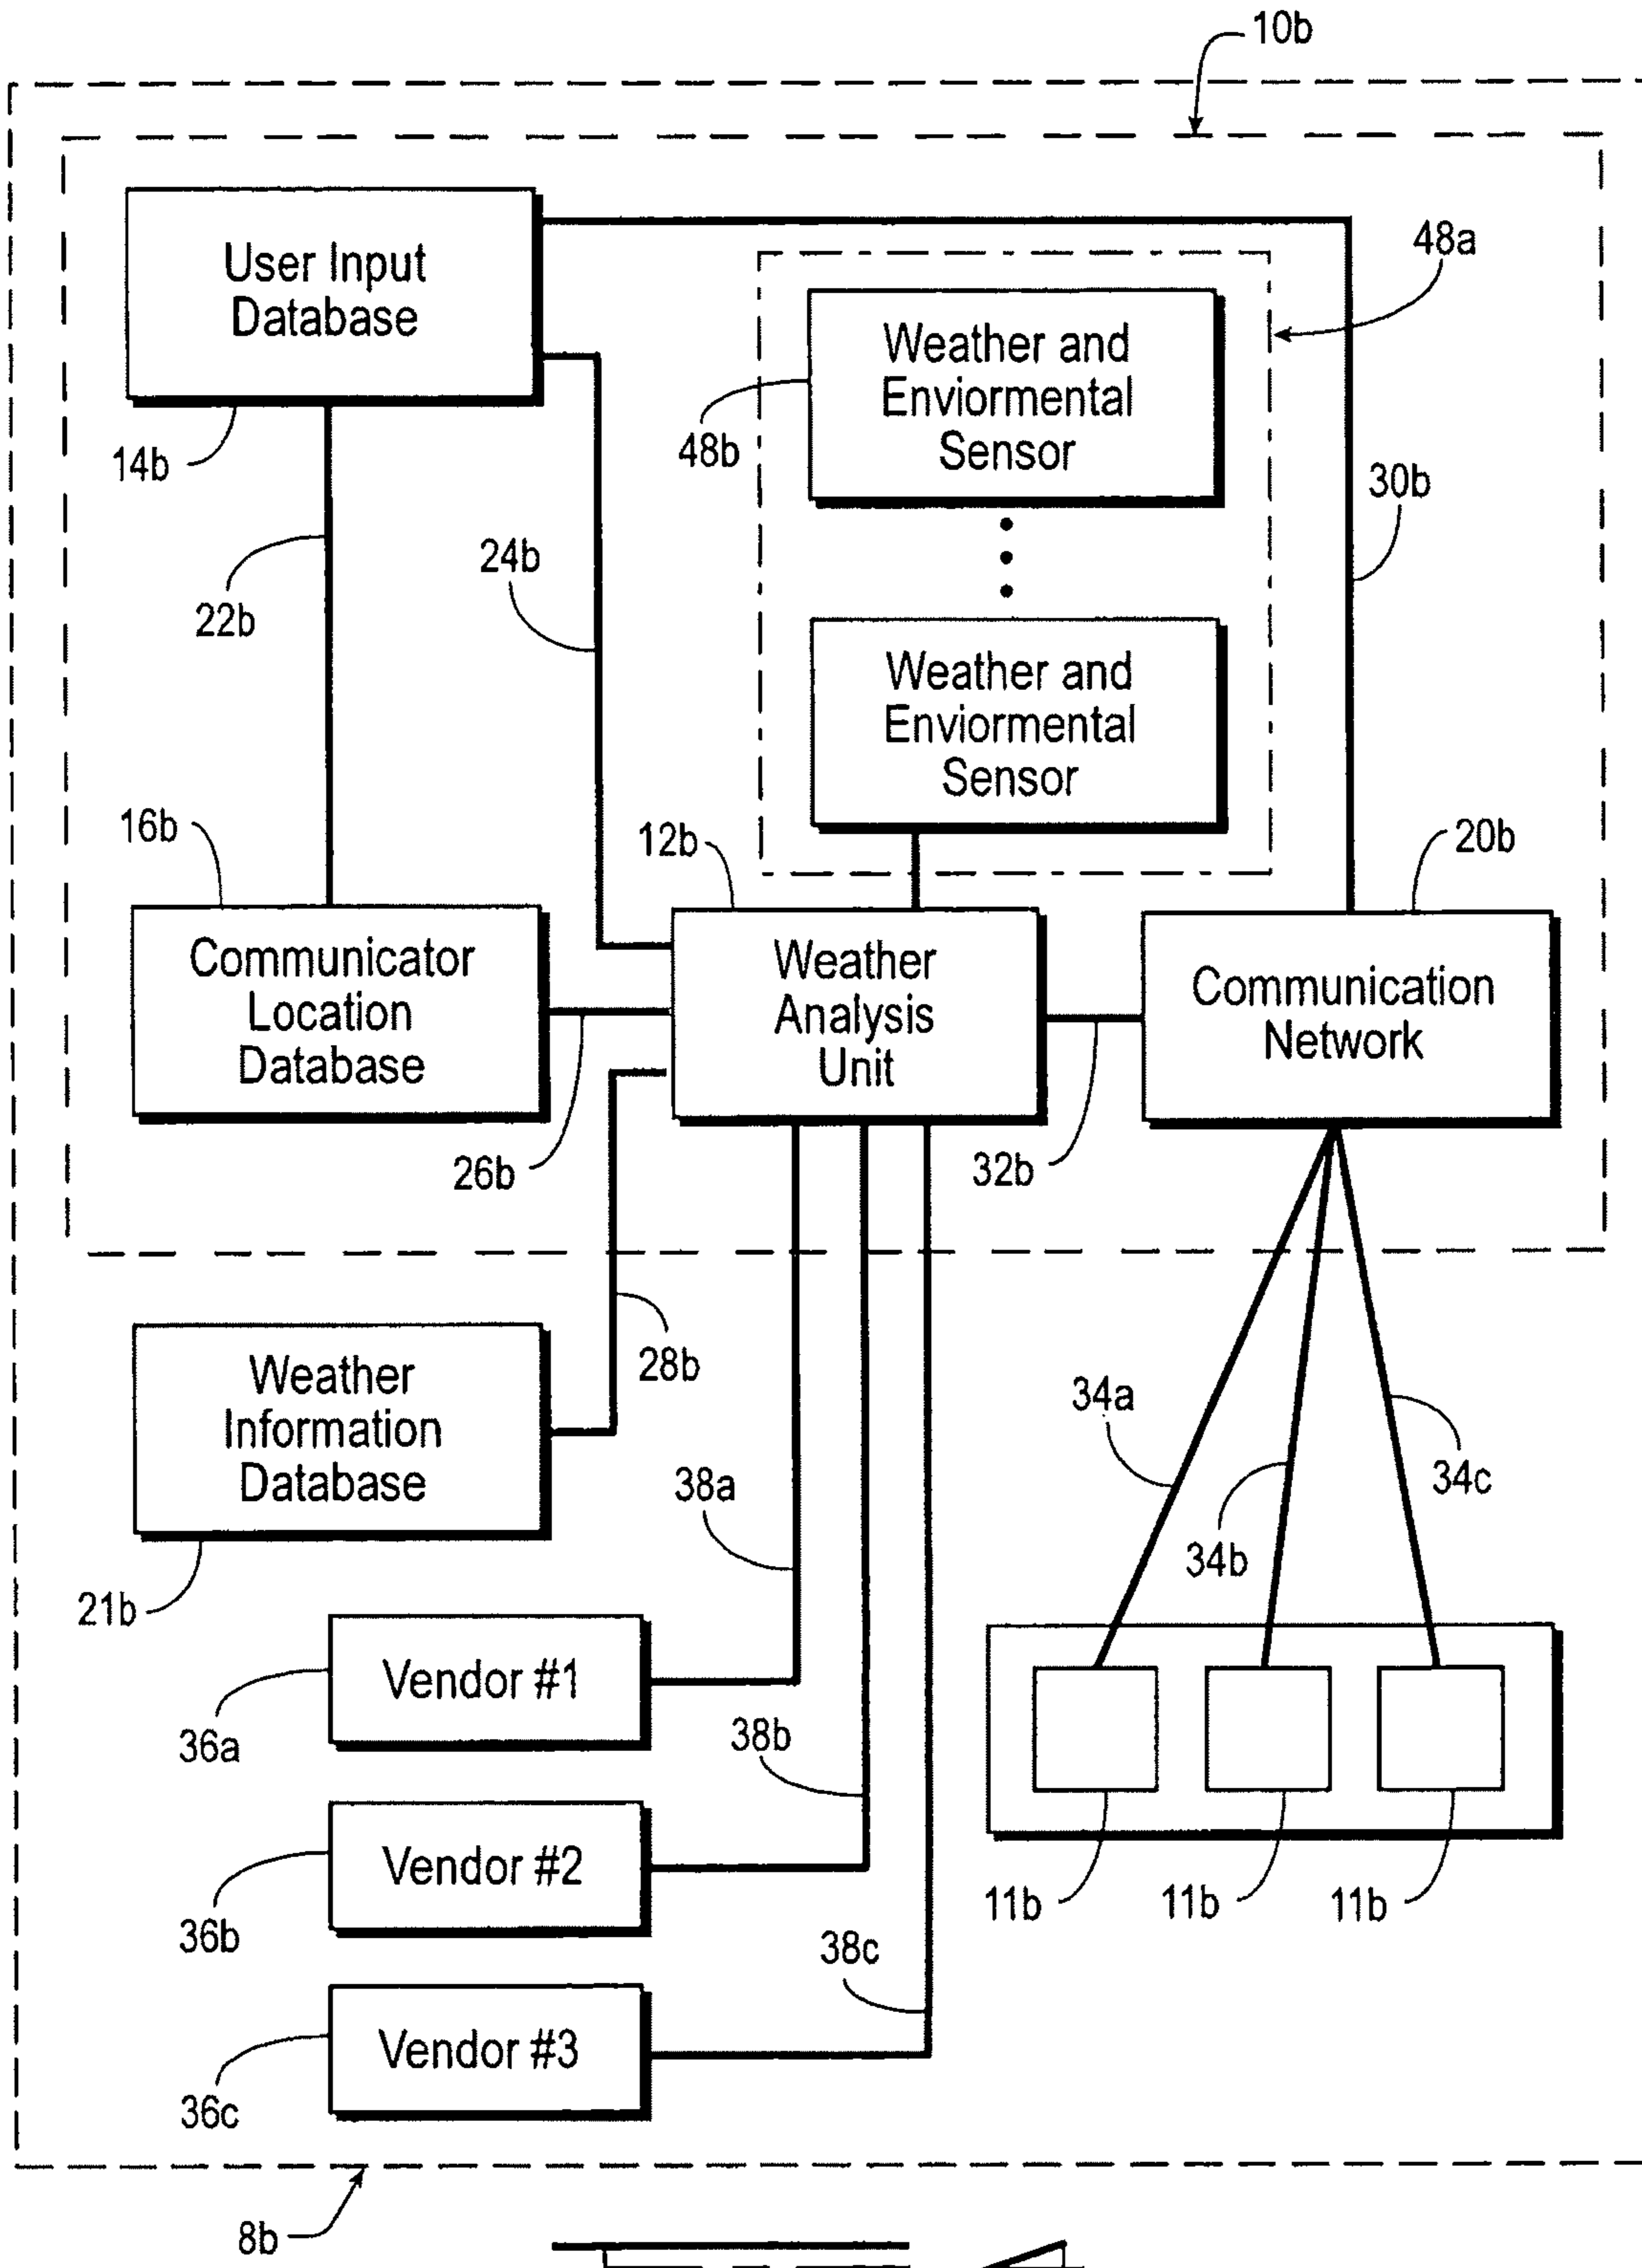 10b
User Input
Database
48a
Weather and
Enviormental
Sensor
48b
14b
30b
24b
22b
Weather and
Enviormental
Sensor
16b
12b
20b
Communicator
Location
Database
Weather
Analysis
Unit
Communication
Network
26b
32b
28b
Weather
Information
Database
34a
34c
38a
34b
21b
Vendor #1
36a
38b
Vendor #2
11b
11b
11b
36b
38c
Vendor #3
36c
8b